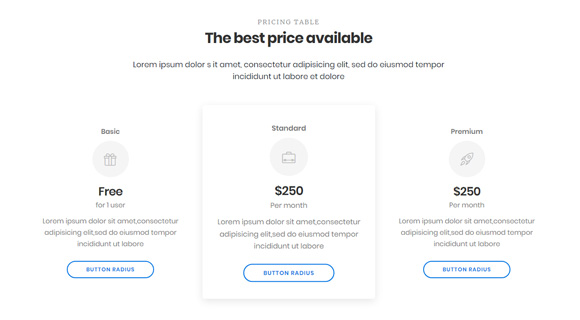 PRICING TABLE
The best price available
Lorem ipsum dolor s it amet, consectetur adipisicing elit, sed do eiusmod tempor
incididunt ut labore et dolore
Basic
Free
for 1 user
Lorem ipsum dolor sit amet,consectetur
adipisicing elit,sed do eiusmod tempor
incididunt ut labore
BUTTON RADIUS
Standard
$250
Per month
Lorem ipsum dolor sit amet,consectetur
adipisicing elit,sed do eiusmod tempor
incididunt ut labore
BUTTON RADIUS
Premium
$250
Per month
Lorem ipsum dolor sit amet,consectetur
adipisicing elit,sed do eiusmod tempor
incididunt ut labore
BUTTON RADIUS